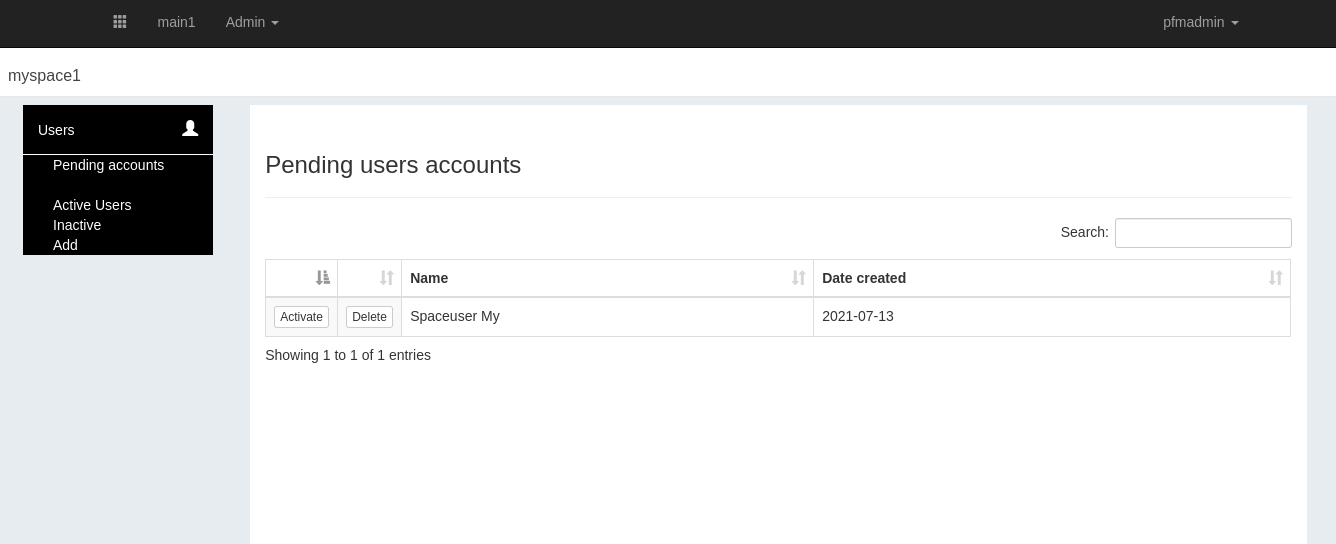 main1 Admin pfmadmin
myspace1
Users
Pending accounts
Active Users
Inactive
Add
Pending users accounts
Search:
Name Date created
Activate Delete Spaceuser My 2021-07-13
Showing 1 to 1 of 1 entries